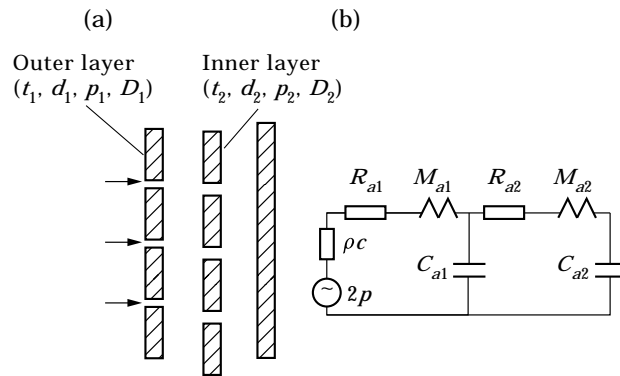 (a)
Outer layer
(t₁, d₁, p₁, D₁)
Inner layer
(t₂, d₂, p₂, D₂)
(b)
Rₐ₁ Mₐ₁ Rₐ₂ Mₐ₂
ρc
Cₐ₁ Cₐ₂
~ 2p